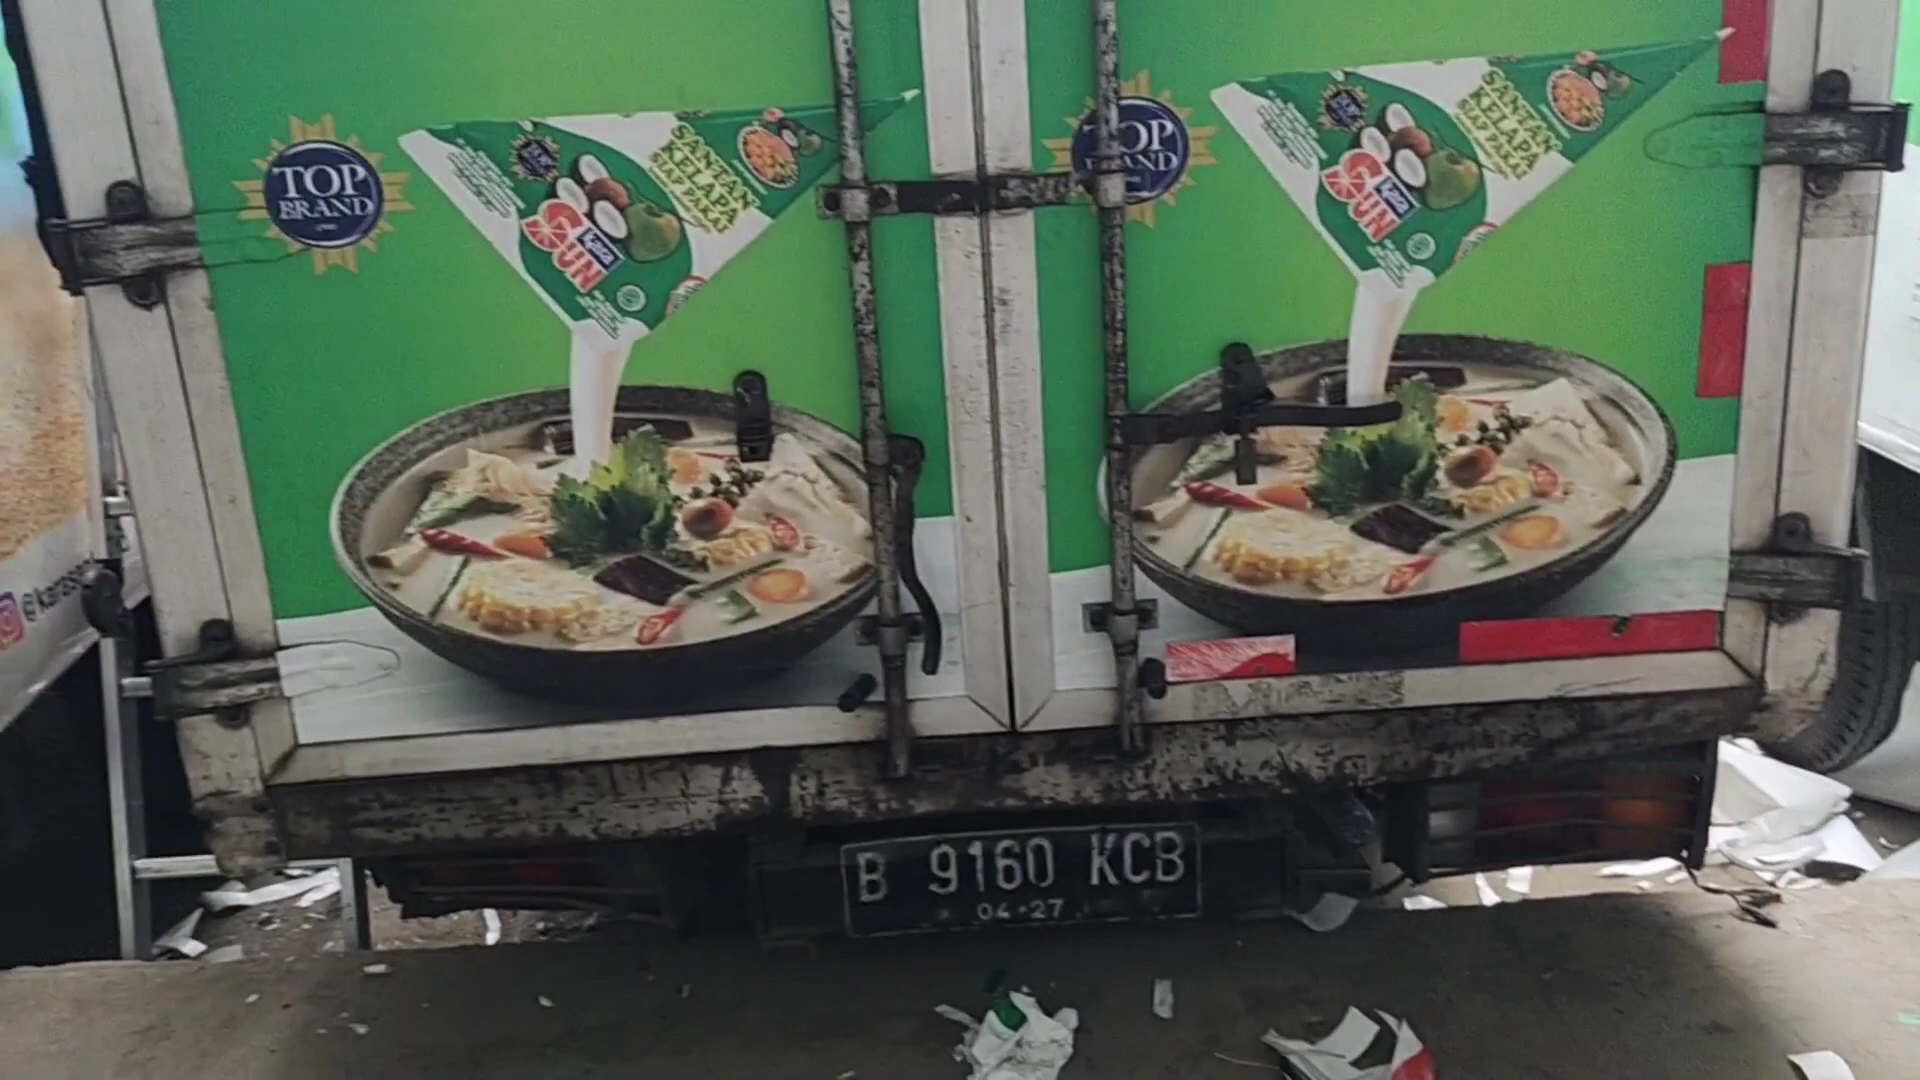 TOP
BRAND
SANTAN
KELAPA
SIAP PAKAI
kara
SUN
TOP
BRAND
SANTAN
KELAPA
SIAP PAKAI
kara
SUN
@karas
B 9160 KCB
04·27